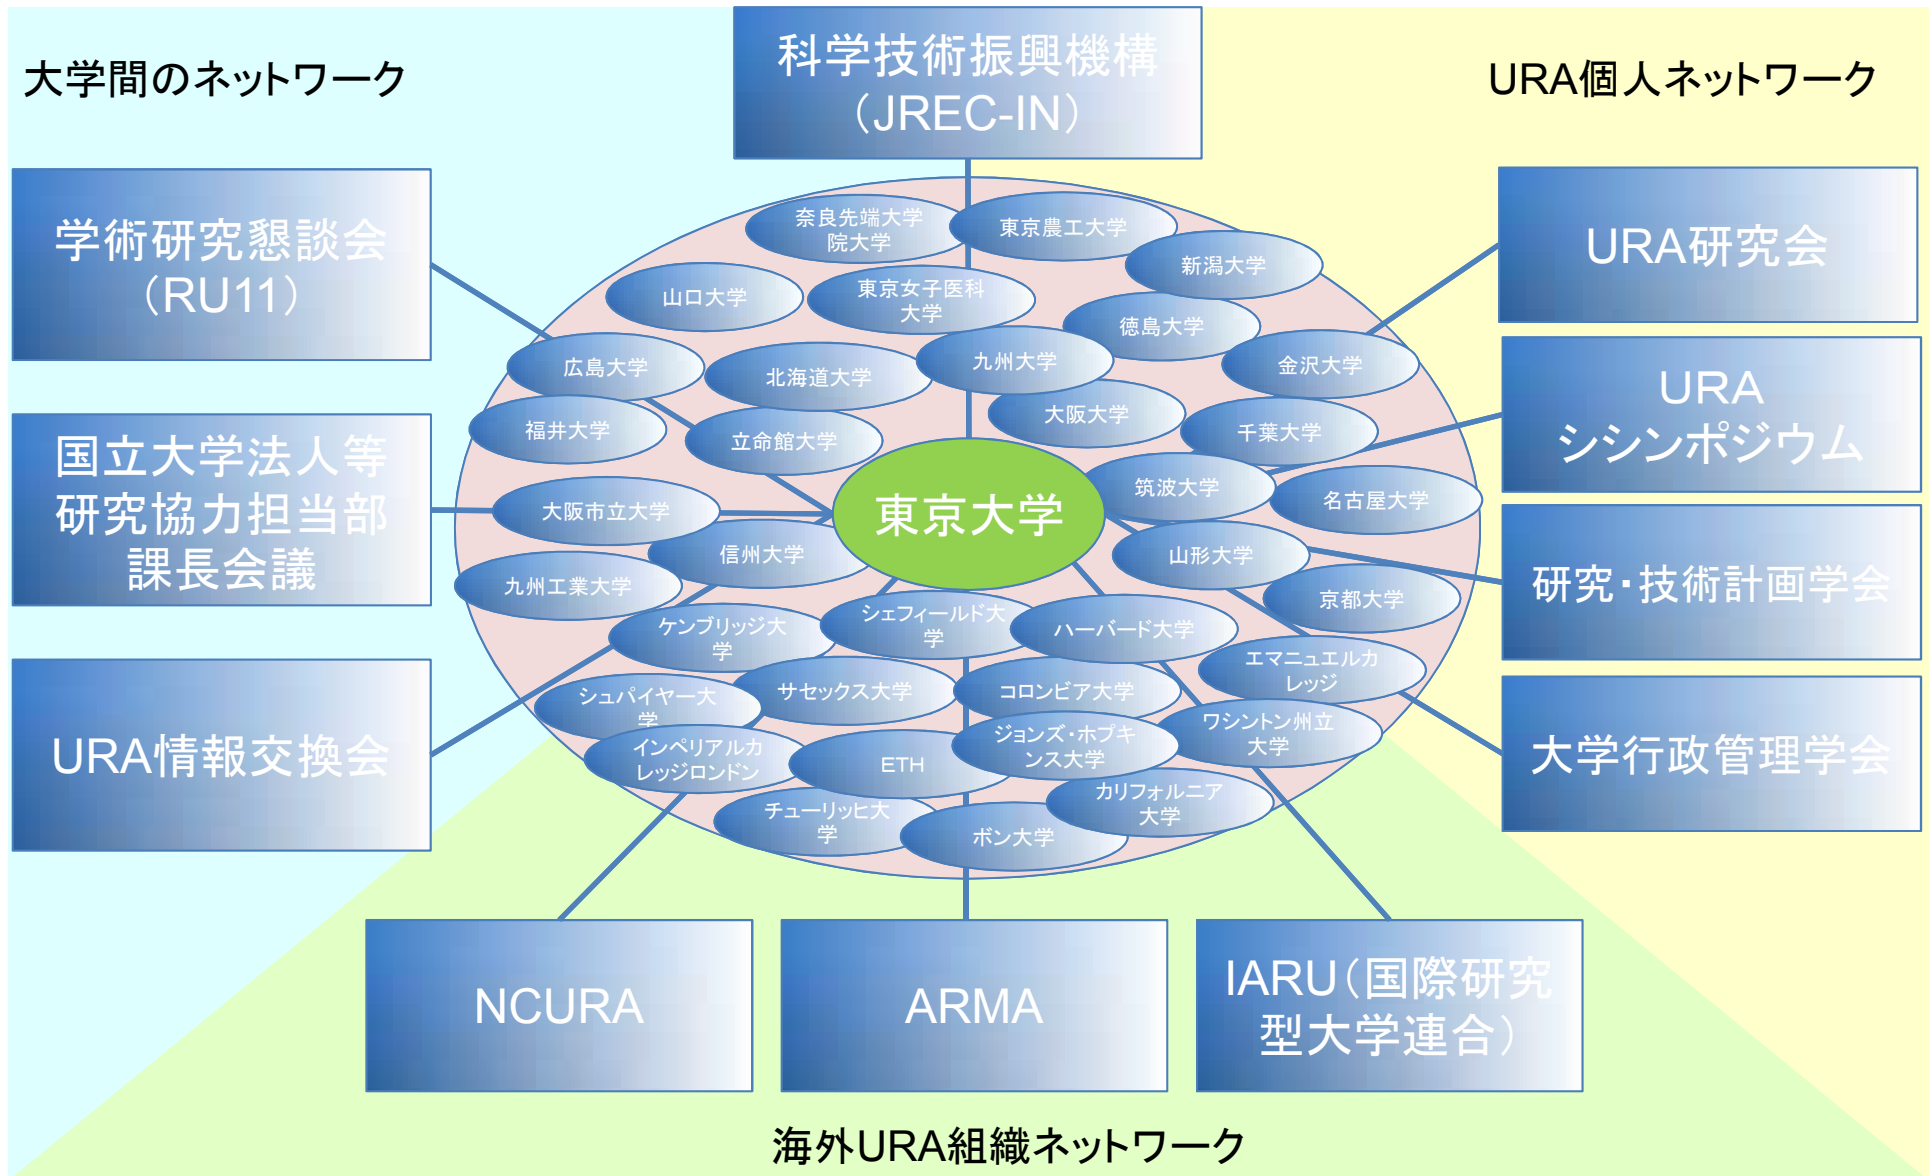 大学間のネットワーク
科学技術振興機構
（JREC-IN）
URA個人ネットワーク
学術研究懇談会
（RU11）
国立大学法人等
研究協力担当部
課長会議
URA情報交換会
奈良先端大学
院大学
東京農工大学
新潟大学
山口大学
東京女子医科
大学
徳島大学
広島大学
北海道大学
九州大学
金沢大学
福井大学
立命館大学
大阪大学
千葉大学
大阪市立大学
東京大学
筑波大学
名古屋大学
信州大学
山形大学
九州工業大学
京都大学
ケンブリッジ大
学
シェフィールド大
学
ハーバード大学
エマニュエルカ
レッジ
シュパイヤー大
学
サセックス大学
コロンビア大学
ワシントン州立
大学
インペリアルカ
レッジロンドン
ETH
ジョンズ・ホプキ
ンス大学
チューリッヒ大
学
ボン大学
カリフォルニア
大学
URA研究会
URA
シシンポジウム
研究・技術計画学会
大学行政管理学会
NCURA
ARMA
IARU（国際研究
型大学連合）
海外URA組織ネットワーク